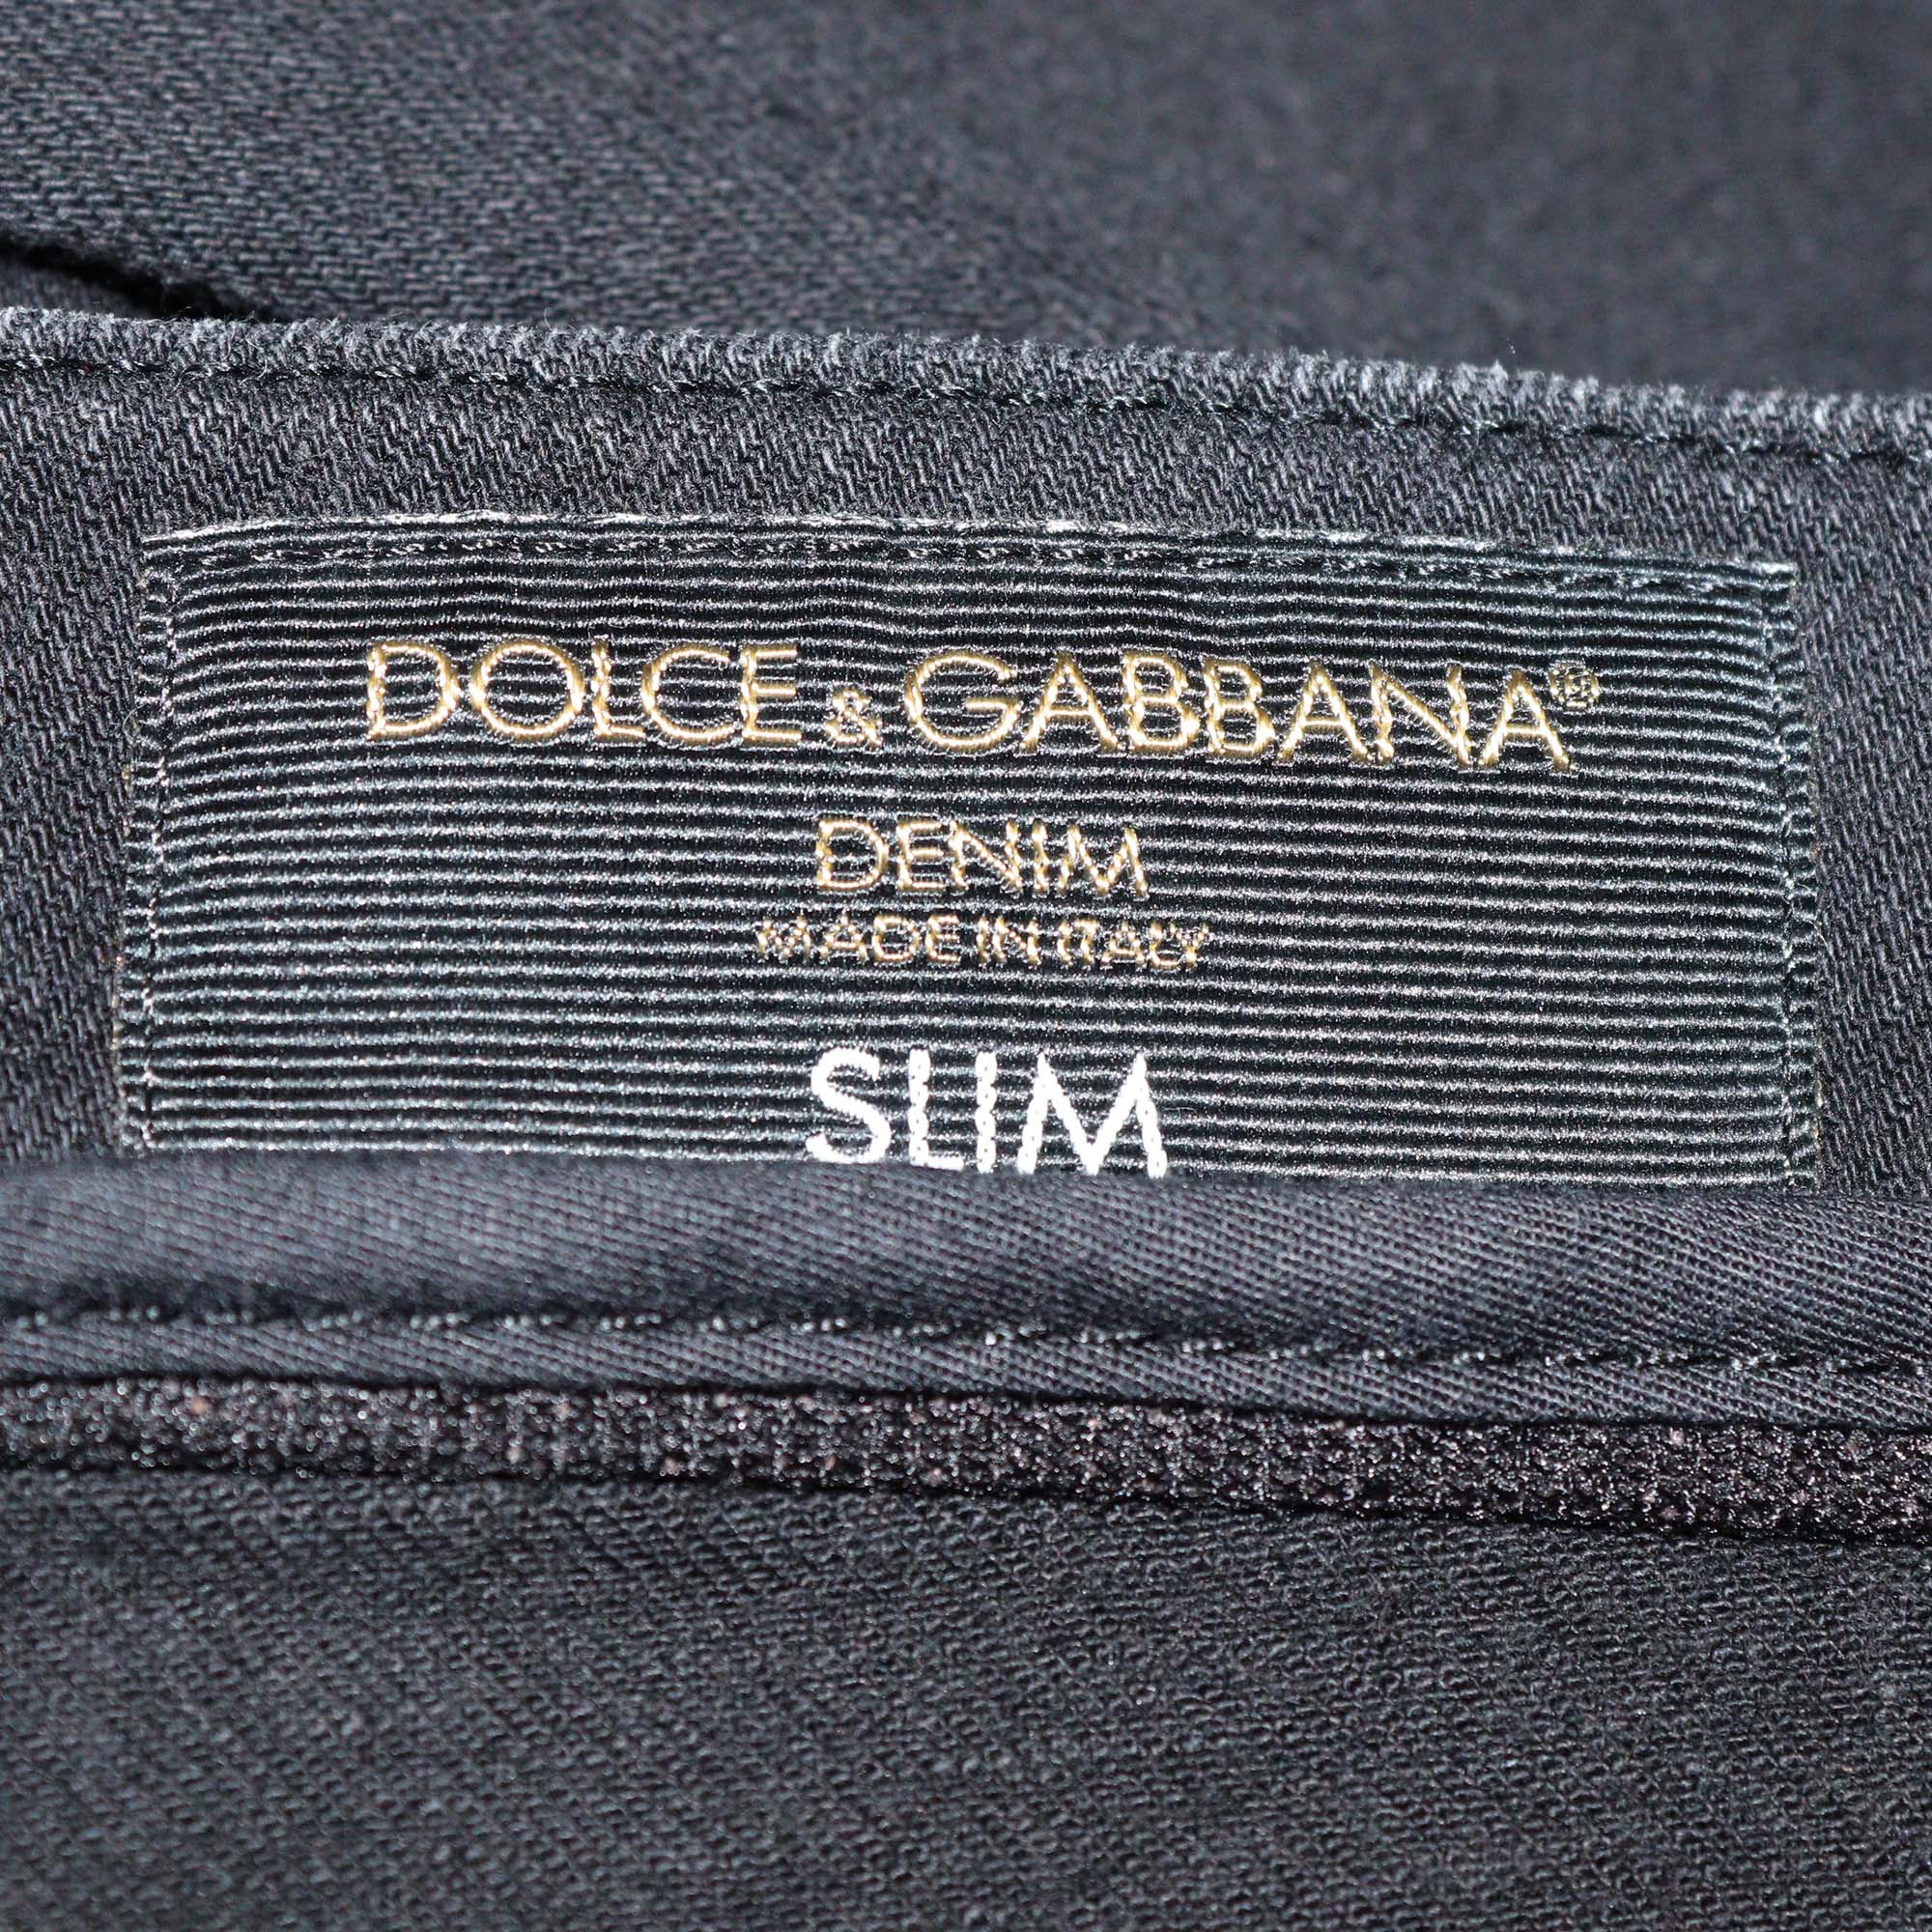 DOLCE & GABBANA®
DENIM
MADE IN ITALY
SLIM